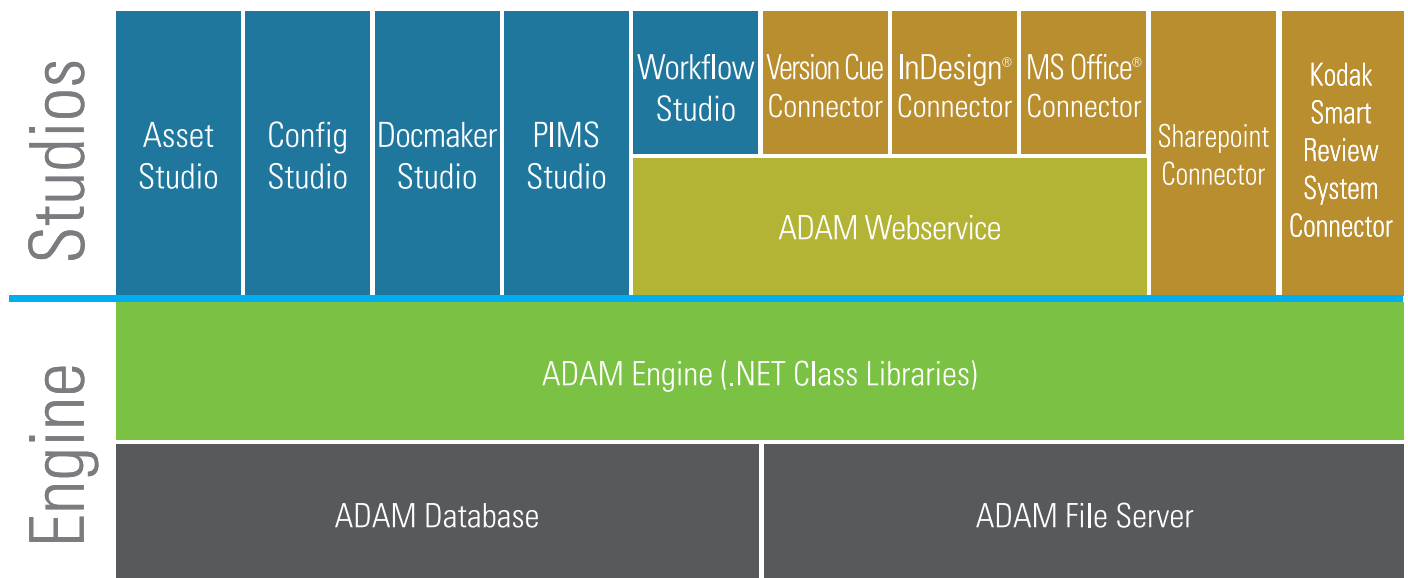 Studios
Asset
Studio
Config
Studio
Docmaker
Studio
PIMS
Studio
Workflow
Studio
Version Cue
Connector
InDesign®
Connector
MS Office®
Connector
ADAM Webservice
Sharepoint
Connector
Kodak
Smart
Review
System
Connector
Engine
ADAM Engine (.NET Class Libraries)
ADAM Database
ADAM File Server